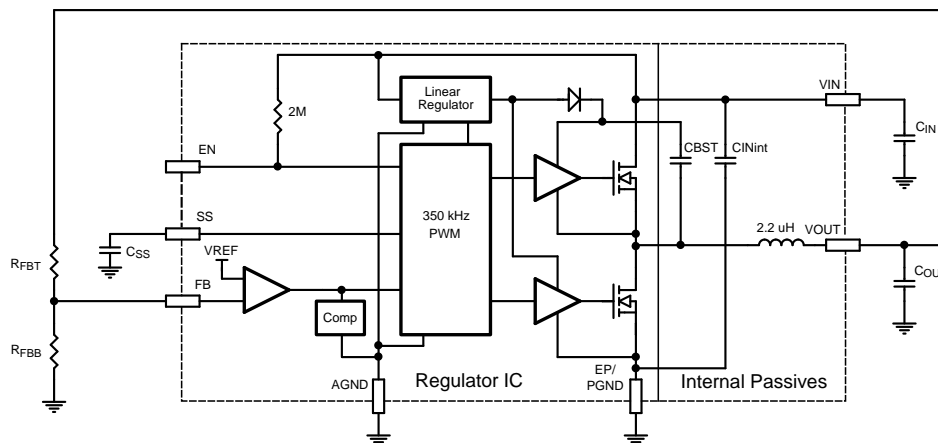 VIN
Linear
Regulator
2M
CIN
CBST
CINint
EN
350 kHz
PWM
SS
2.2 uH
VOUT
CSS
VREF
RFBT
FB
COU
Comp
RFBB
AGND
Regulator IC
EP/
PGND
Internal Passives